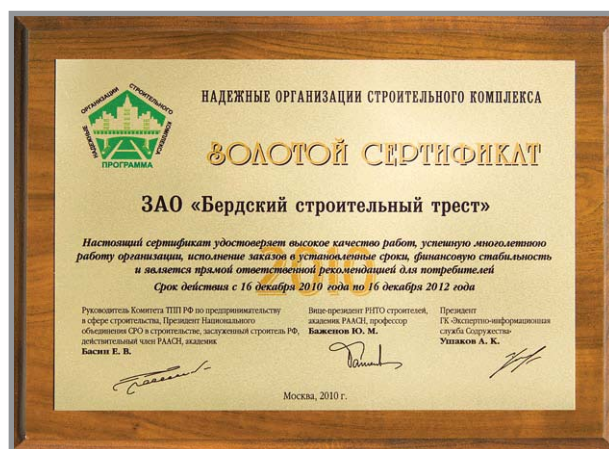 НАДЕЖНЫЕ ОРГАНИЗАЦИИ СТРОИТЕЛЬНОГО КОМПЛЕКСА
ПРОГРАММА
НАДЕЖНЫЕ ОРГАНИЗАЦИИ СТРОИТЕЛЬНОГО КОМПЛЕКСА
ЗОЛОТОЙ СЕРТИФИКАТ
ЗАО «Бердский строительный трест»
2010
Настоящий сертификат удостоверяет высокое качество работ, успешную многолетнюю
работу организации, исполнение заказов в установленные сроки, финансовую стабильность
и является прямой ответственной рекомендацией для потребителей
Срок действия с 16 декабря 2010 года по 16 декабря 2012 года
Руководитель Комитета ТПП РФ по предпринимательству
в сфере строительства, Президент Национального
объединения СРО в строительстве, заслуженный строитель РФ,
действительный член РААСН, академик
Басин Е. В.
Вице-президент РНТО строителей,
академик РААСН, профессор
Баженов Ю. М.
Президент
ГК «Экспертно-информационная
служба Содружества»
Ушаков А. К.
Москва, 2010 г.